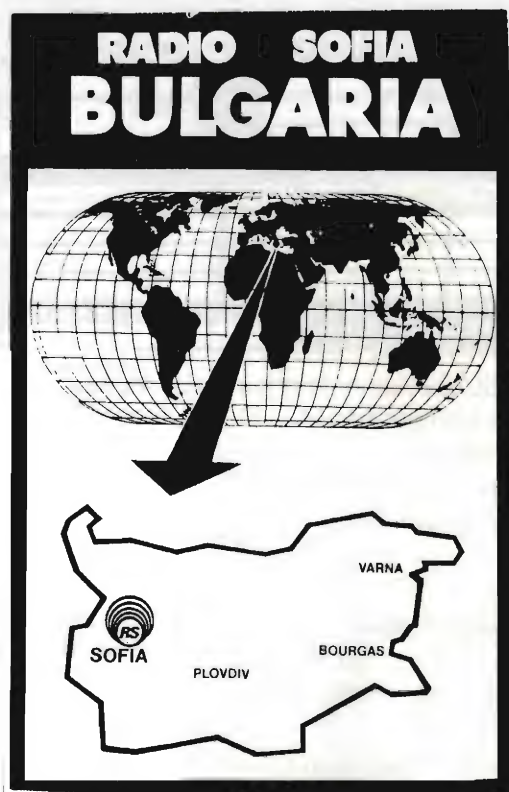 RADIO SOFIA
BULGARIA
VARNA
RS
SOFIA
BOURGAS
PLOVDIV